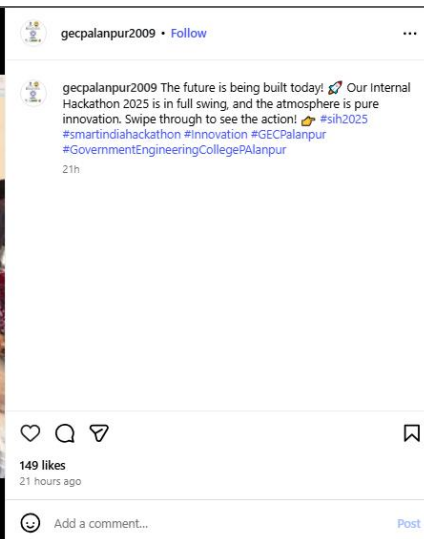 gecpalanpur2009 • Follow
gecpalanpur2009 The future is being built today! 🚀 Our Internal
Hackathon 2025 is in full swing, and the atmosphere is pure
innovation. Swipe through to see the action! 👉 #sih2025
#smartindiahackathon #Innovation #GECPalanpur
#GovernmentEngineeringCollegePAlanpur
21h
149 likes
21 hours ago
Add a comment...
Post